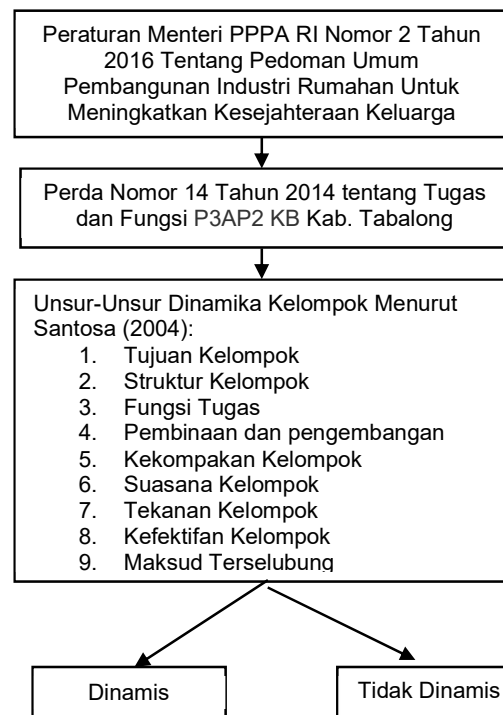 Peraturan Menteri PPPA RI Nomor 2 Tahun
2016 Tentang Pedoman Umum
Pembangunan Industri Rumahan Untuk
Meningkatkan Kesejahteraan Keluarga
Perda Nomor 14 Tahun 2014 tentang Tugas
dan Fungsi P3AP2 KB Kab. Tabalong
Unsur-Unsur Dinamika Kelompok Menurut
Santosa (2004):
1. Tujuan Kelompok
2. Struktur Kelompok
3. Fungsi Tugas
4. Pembinaan dan pengembangan
5. Kekompakan Kelompok
6. Suasana Kelompok
7. Tekanan Kelompok
8. Kefektifan Kelompok
9. Maksud Terselubung
Dinamis
Tidak Dinamis